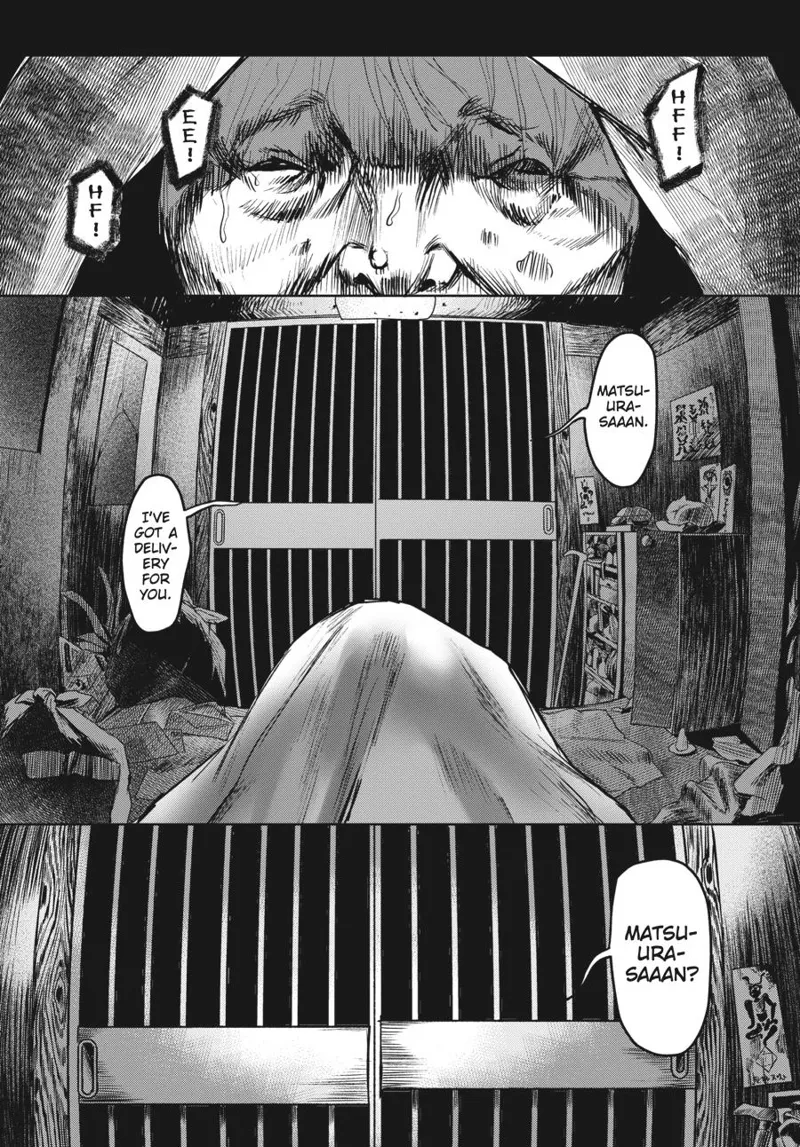 HFF!
EE!
HF!
MATSU-
URA-
SAAAN.
I'VE
GOT A
DELIV-
ERY
FOR
YOU.
MATSU-
URA-
SAAAN?